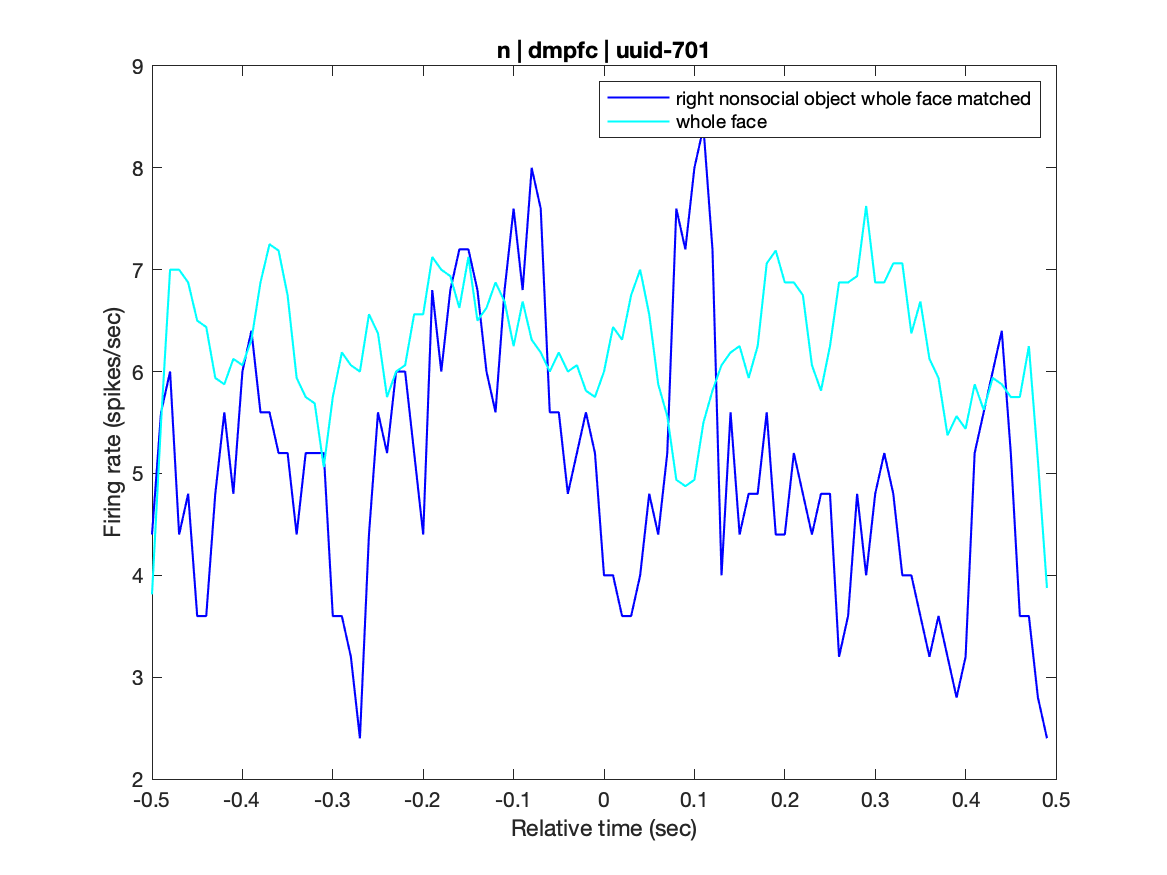 n | dmpfc | uuid-701
right nonsocial object whole face matched
whole face
Firing rate (spikes/sec)
9
8
7
6
5
4
3
2
-0.5 -0.4 -0.3 -0.2 -0.1 0 0.1 0.2 0.3 0.4 0.5
Relative time (sec)